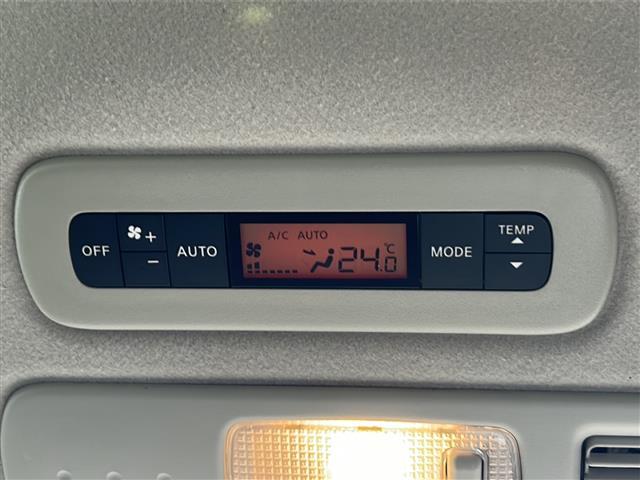 OFF
+
-
AUTO
A/C AUTO
24.0 °C
MODE
TEMP